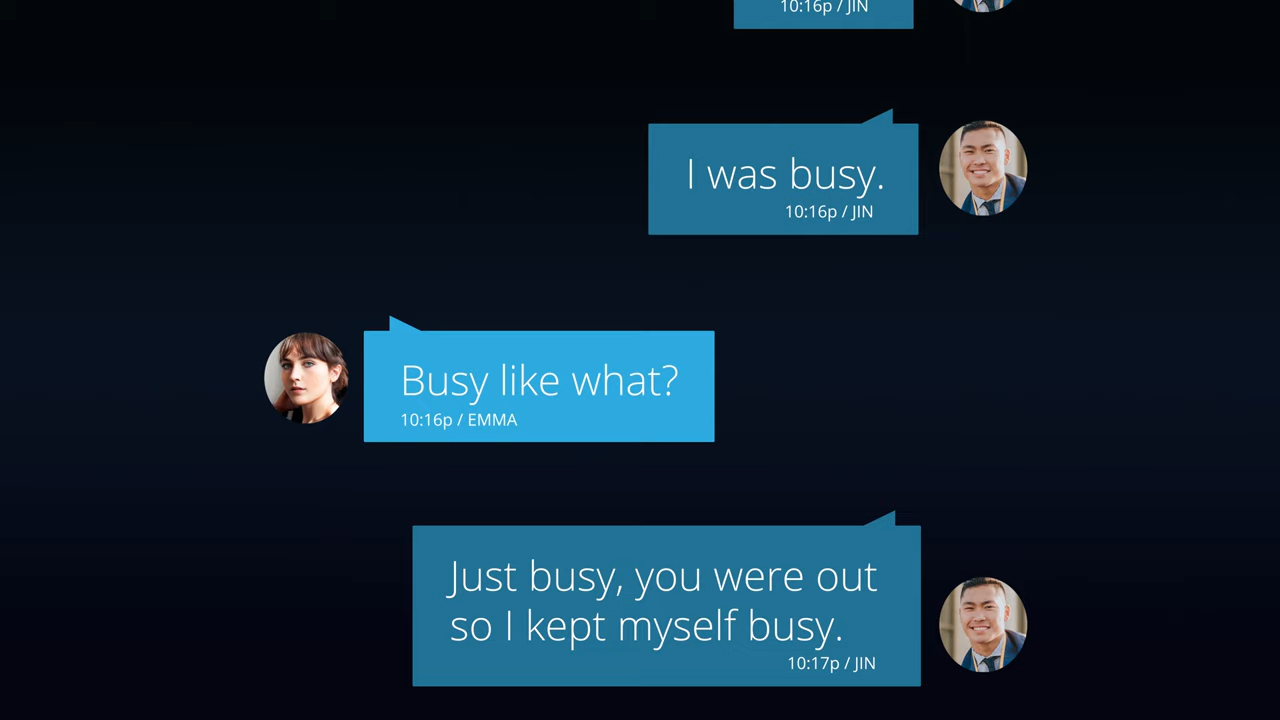 10:16p / JIN
I was busy.
10:16p / JIN
Busy like what?
10:16p / EMMA
Just busy, you were out
so I kept myself busy.
10:17p / JIN